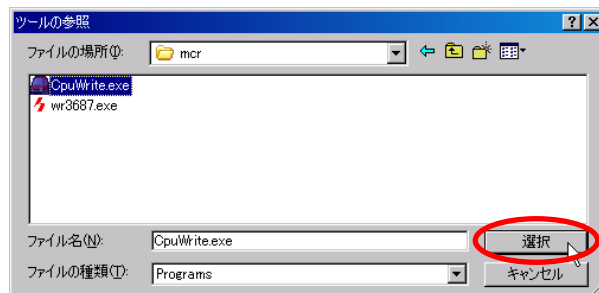 ツールの参照
ファイルの場所(I): mcr
CpuWrite.exe
wr3687.exe
ファイル名(N): CpuWrite.exe 選択
ファイルの種類(T): Programs キャンセル